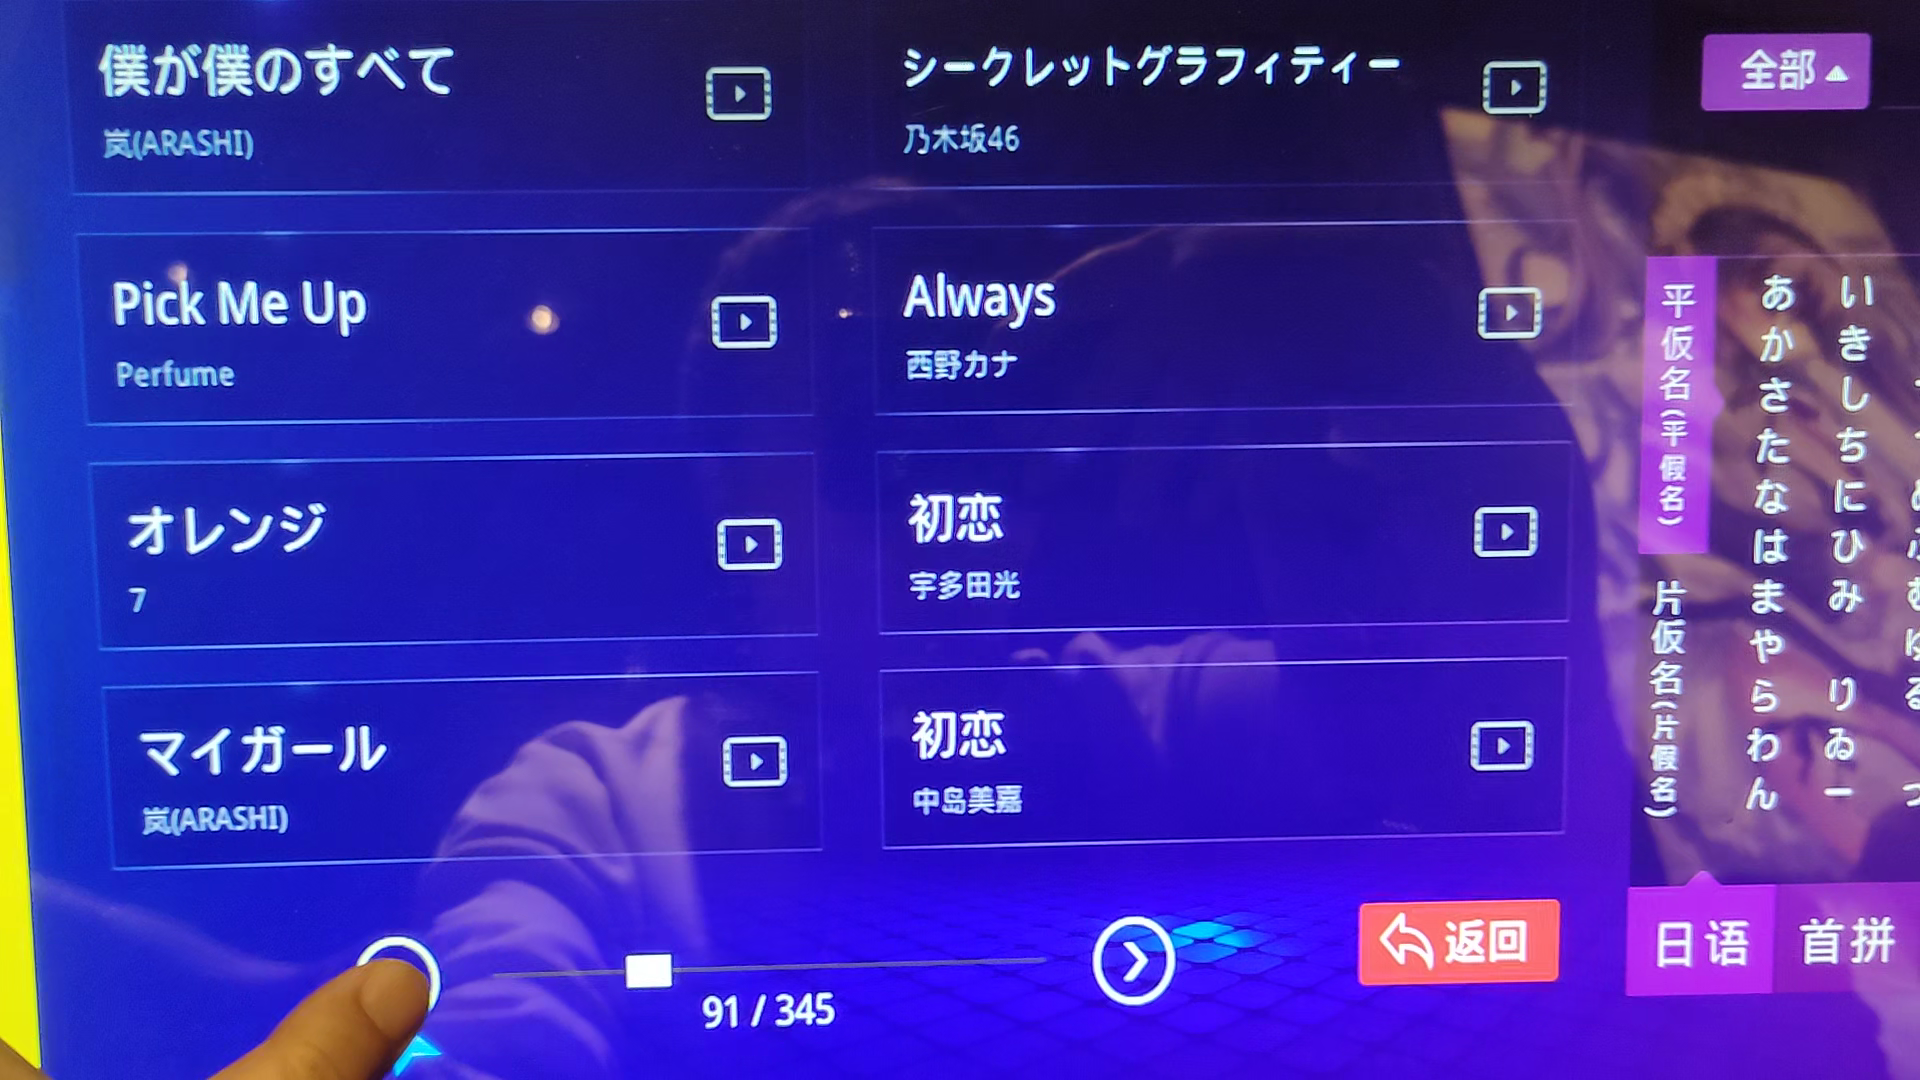 僕が僕のすべて
岚(ARASHI)
シークレットグラフィティー
乃木坂46
全部
Pick Me Up
Perfume
Always
西野カナ
オレンジ
7
初恋
宇多田光
マイガール
岚(ARASHI)
初恋
中岛美嘉
平仮名(平假名)
片仮名(片假名)
あかさたなはまやらわん
いきしちにひみ りゐー
91 / 345
返回
日语
首拼